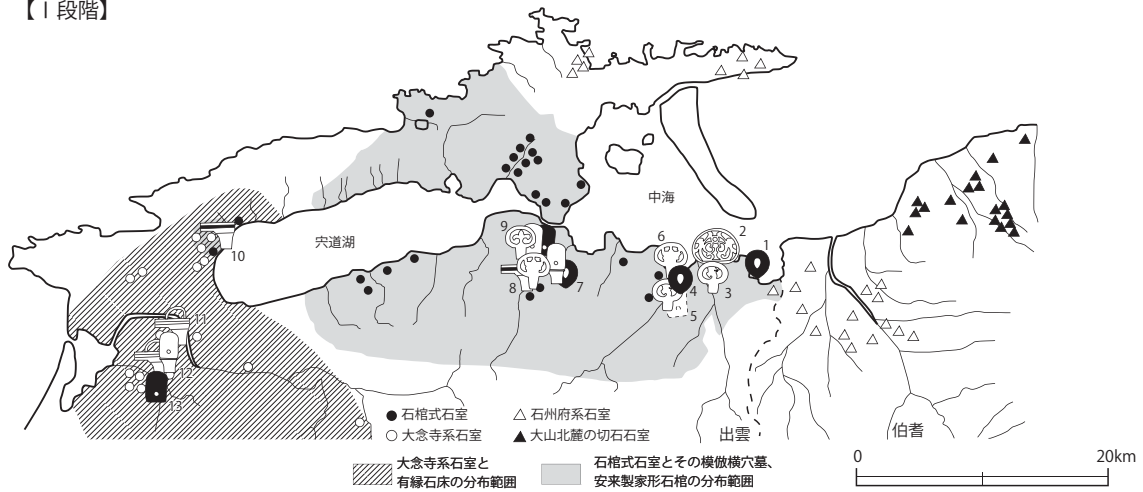 【Ⅰ段階】
中海
宍道湖
1
2
3
4
5
6
7
8
9
10
11
12
13
出雲
伯耆
●石棺式石室
○大念寺系石室
△石州府系石室
▲大山北麓の切石石室
大念寺系石室と
有縁石床の分布範囲
石棺式石室とその模倣横穴墓、
安来製家形石棺の分布範囲
0
20km